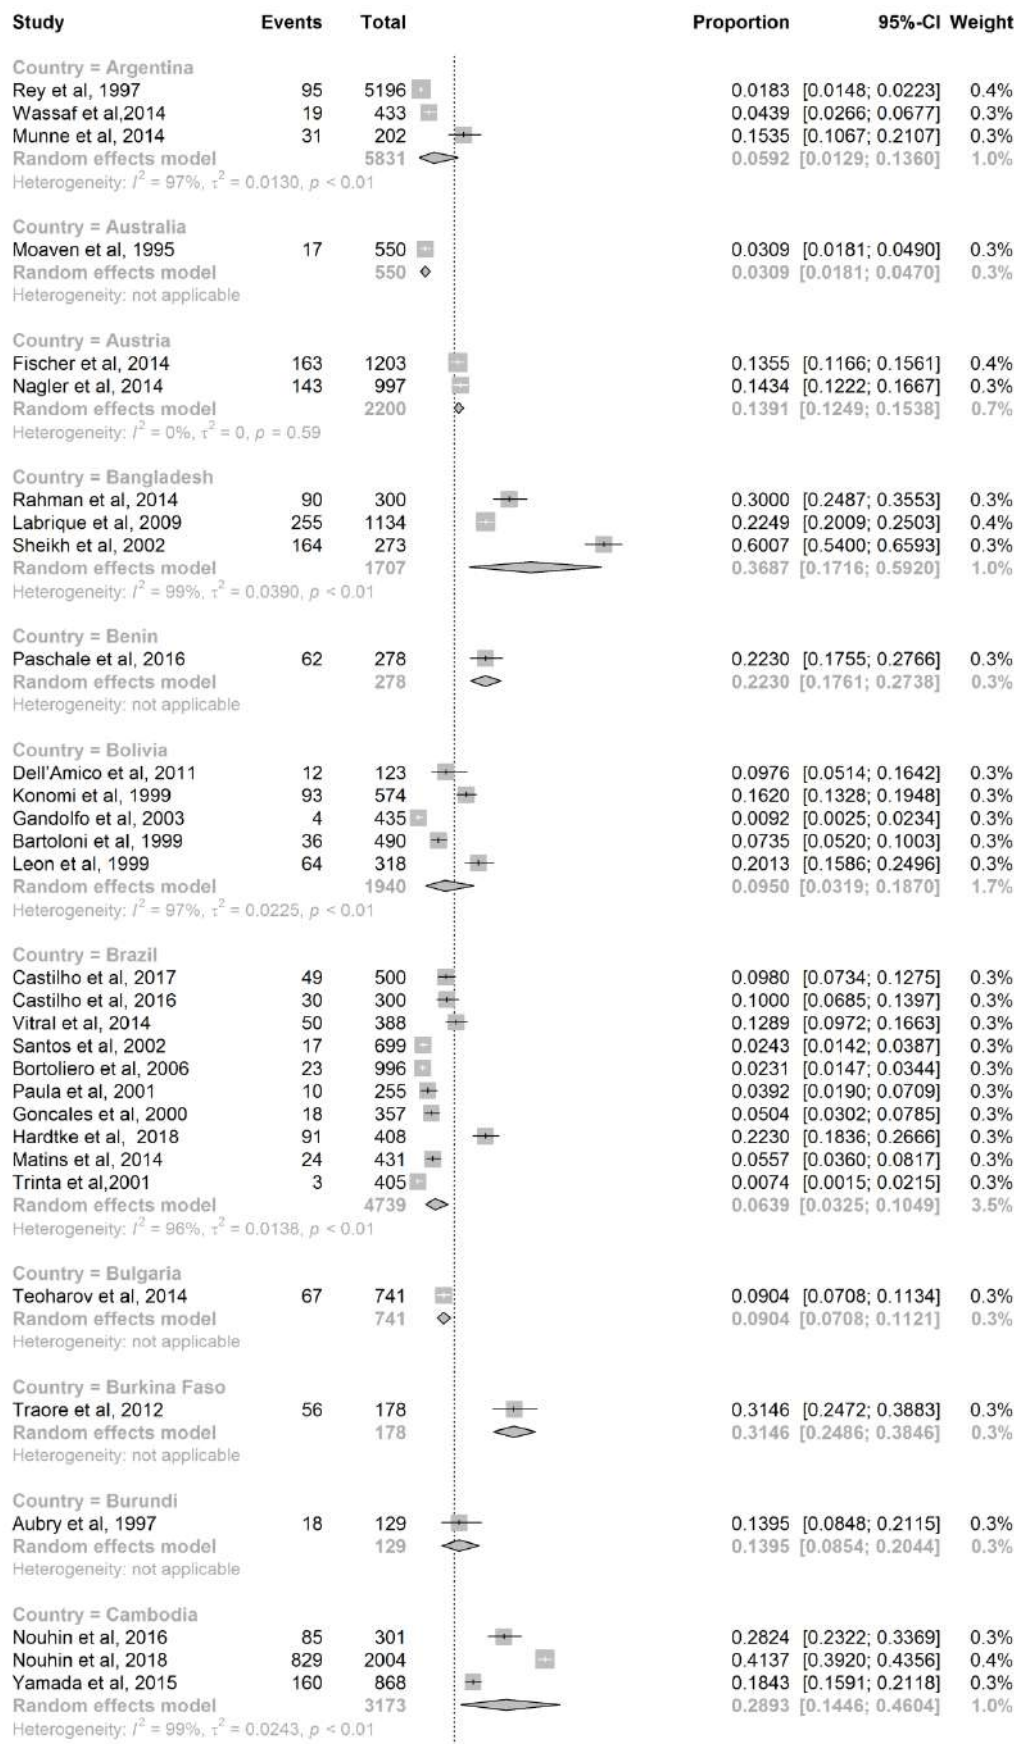 Study Events Total Proportion 95%-CI Weight
Country = Argentina
Rey et al, 1997 95 5196 0.0183 [0.0148; 0.0223] 0.4%
Wassaf et al,2014 19 433 0.0439 [0.0266; 0.0677] 0.3%
Munne et al, 2014 31 202 0.1535 [0.1067; 0.2107] 0.3%
Random effects model 5831 0.0592 [0.0129; 0.1360] 1.0%
Heterogeneity: I² = 97%, τ² = 0.0130, p < 0.01
Country = Australia
Moaven et al, 1995 17 550 0.0309 [0.0181; 0.0490] 0.3%
Random effects model 550 0.0309 [0.0181; 0.0470] 0.3%
Heterogeneity: not applicable
Country = Austria
Fischer et al, 2014 163 1203 0.1355 [0.1166; 0.1561] 0.4%
Nagler et al, 2014 143 997 0.1434 [0.1222; 0.1667] 0.3%
Random effects model 2200 0.1391 [0.1249; 0.1538] 0.7%
Heterogeneity: I² = 0%, τ² = 0, p = 0.59
Country = Bangladesh
Rahman et al, 2014 90 300 0.3000 [0.2487; 0.3553] 0.3%
Labrique et al, 2009 255 1134 0.2249 [0.2009; 0.2503] 0.4%
Sheikh et al, 2002 164 273 0.6007 [0.5400; 0.6593] 0.3%
Random effects model 1707 0.3687 [0.1716; 0.5920] 1.0%
Heterogeneity: I² = 99%, τ² = 0.0390, p < 0.01
Country = Benin
Paschale et al, 2016 62 278 0.2230 [0.1755; 0.2766] 0.3%
Random effects model 278 0.2230 [0.1761; 0.2738] 0.3%
Heterogeneity: not applicable
Country = Bolivia
Dell'Amico et al, 2011 12 123 0.0976 [0.0514; 0.1642] 0.3%
Konomi et al, 1999 93 574 0.1620 [0.1328; 0.1948] 0.3%
Gandolfo et al, 2003 4 435 0.0092 [0.0025; 0.0234] 0.3%
Bartoloni et al, 1999 36 490 0.0735 [0.0520; 0.1003] 0.3%
Leon et al, 1999 64 318 0.2013 [0.1586; 0.2496] 0.3%
Random effects model 1940 0.0950 [0.0319; 0.1870] 1.7%
Heterogeneity: I² = 97%, τ² = 0.0225, p < 0.01
Country = Brazil
Castilho et al, 2017 49 500 0.0980 [0.0734; 0.1275] 0.3%
Castilho et al, 2016 30 300 0.1000 [0.0685; 0.1397] 0.3%
Vitral et al, 2014 50 388 0.1289 [0.0972; 0.1663] 0.3%
Santos et al, 2002 17 699 0.0243 [0.0142; 0.0387] 0.3%
Bortoliero et al, 2006 23 996 0.0231 [0.0147; 0.0344] 0.3%
Paula et al, 2001 10 255 0.0392 [0.0190; 0.0709] 0.3%
Goncales et al, 2000 18 357 0.0504 [0.0302; 0.0785] 0.3%
Hardtke et al, 2018 91 408 0.2230 [0.1836; 0.2666] 0.3%
Matins et al, 2014 24 431 0.0557 [0.0360; 0.0817] 0.3%
Trinta et al,2001 3 405 0.0074 [0.0015; 0.0215] 0.3%
Random effects model 4739 0.0639 [0.0325; 0.1049] 3.5%
Heterogeneity: I² = 96%, τ² = 0.0138, p < 0.01
Country = Bulgaria
Teoharov et al, 2014 67 741 0.0904 [0.0708; 0.1134] 0.3%
Random effects model 741 0.0904 [0.0708; 0.1121] 0.3%
Heterogeneity: not applicable
Country = Burkina Faso
Traore et al, 2012 56 178 0.3146 [0.2472; 0.3883] 0.3%
Random effects model 178 0.3146 [0.2486; 0.3846] 0.3%
Heterogeneity: not applicable
Country = Burundi
Aubry et al, 1997 18 129 0.1395 [0.0848; 0.2115] 0.3%
Random effects model 129 0.1395 [0.0854; 0.2044] 0.3%
Heterogeneity: not applicable
Country = Cambodia
Nouhin et al, 2016 85 301 0.2824 [0.2322; 0.3369] 0.3%
Nouhin et al, 2018 829 2004 0.4137 [0.3920; 0.4356] 0.4%
Yamada et al, 2015 160 868 0.1843 [0.1591; 0.2118] 0.3%
Random effects model 3173 0.2893 [0.1446; 0.4604] 1.0%
Heterogeneity: I² = 99%, τ² = 0.0243, p < 0.01